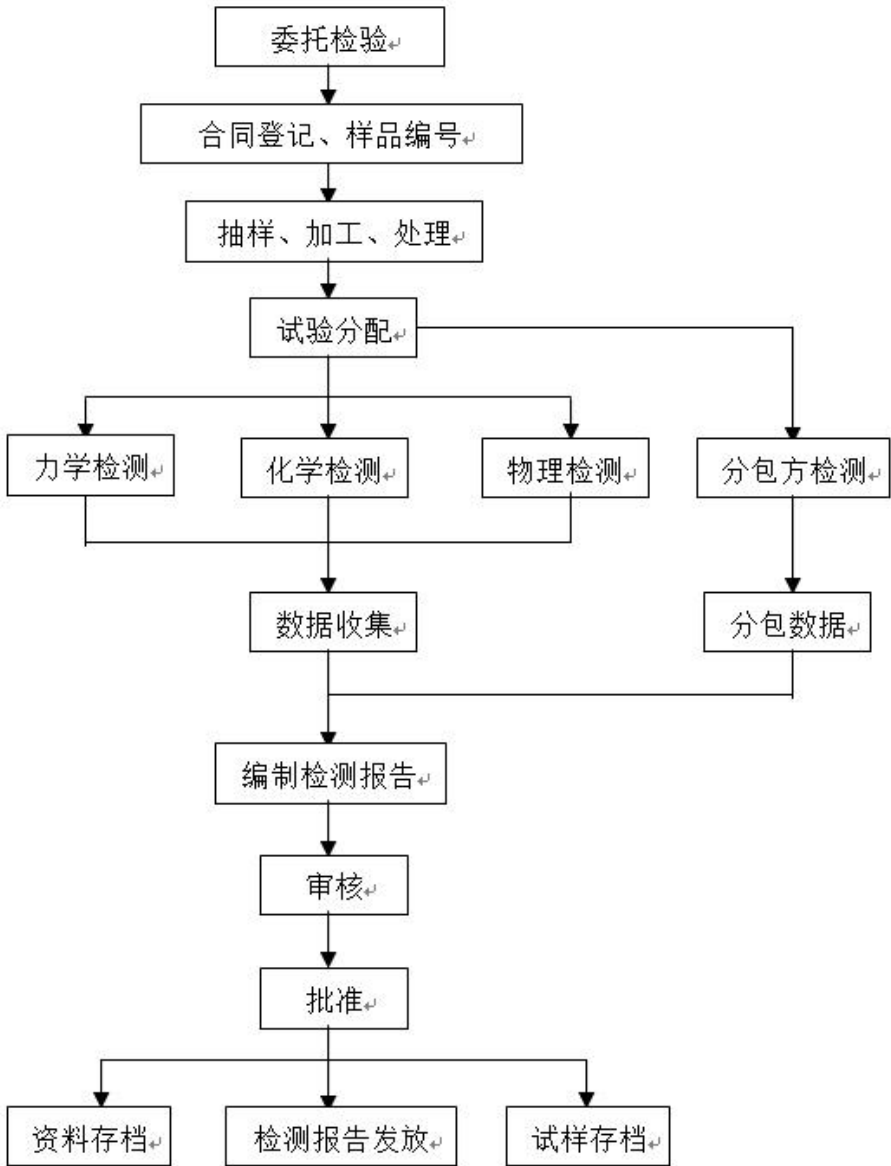 委托检验
合同登记、样品编号
抽样、加工、处理
试验分配
力学检测
化学检测
物理检测
分包方检测
数据收集
分包数据
编制检测报告
审核
批准
资料存档
检测报告发放
试样存档